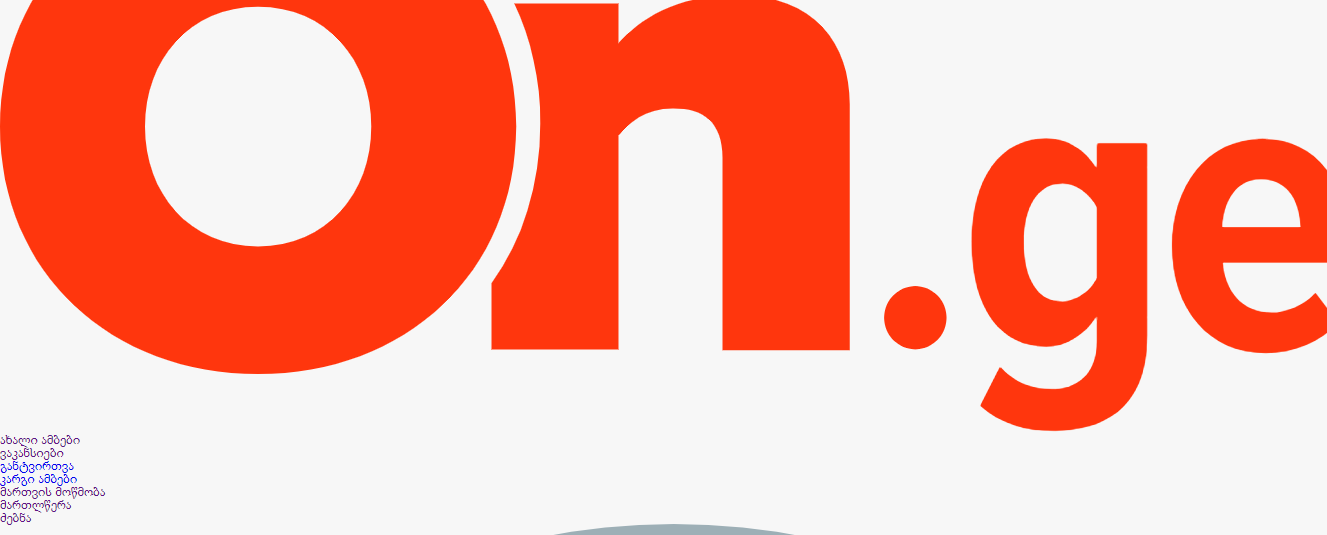 On.ge
ახალი ამბები
ვაკანსიები
განტვირთვა
კარგი ამბები
მართვის მოწმობა
მართლწერა
ძებნა